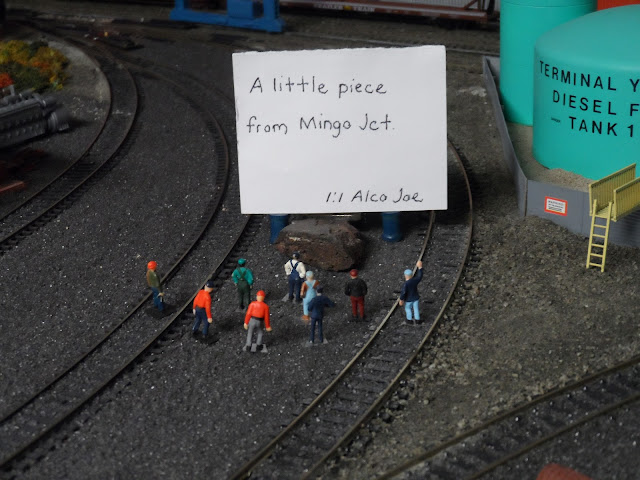 A little piece
from Mingo Jct.
1:1 Alco Joe
TERMINAL Y
DIESEL F
- TANK 1